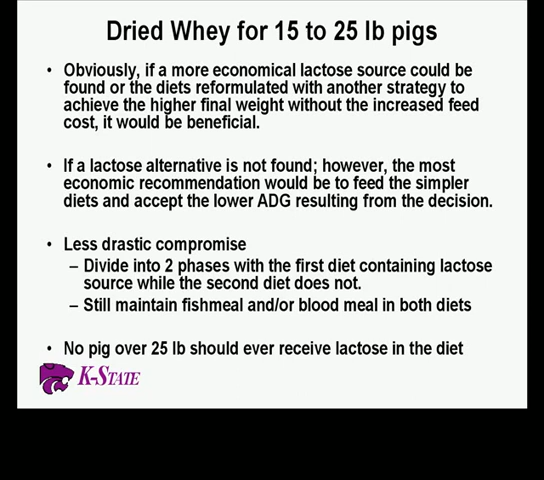 Dried Whey for 15 to 25 lb pigs
• Obviously, if a more economical lactose source could be
found or the diets reformulated with another strategy to
achieve the higher final weight without the increased feed
cost, it would be beneficial.
• If a lactose alternative is not found; however, the most
economic recommendation would be to feed the simpler
diets and accept the lower ADG resulting from the decision.
• Less drastic compromise
– Divide into 2 phases with the first diet containing lactose
source while the second diet does not.
– Still maintain fishmeal and/or blood meal in both diets
• No pig over 25 lb should ever receive lactose in the diet
K-STATE